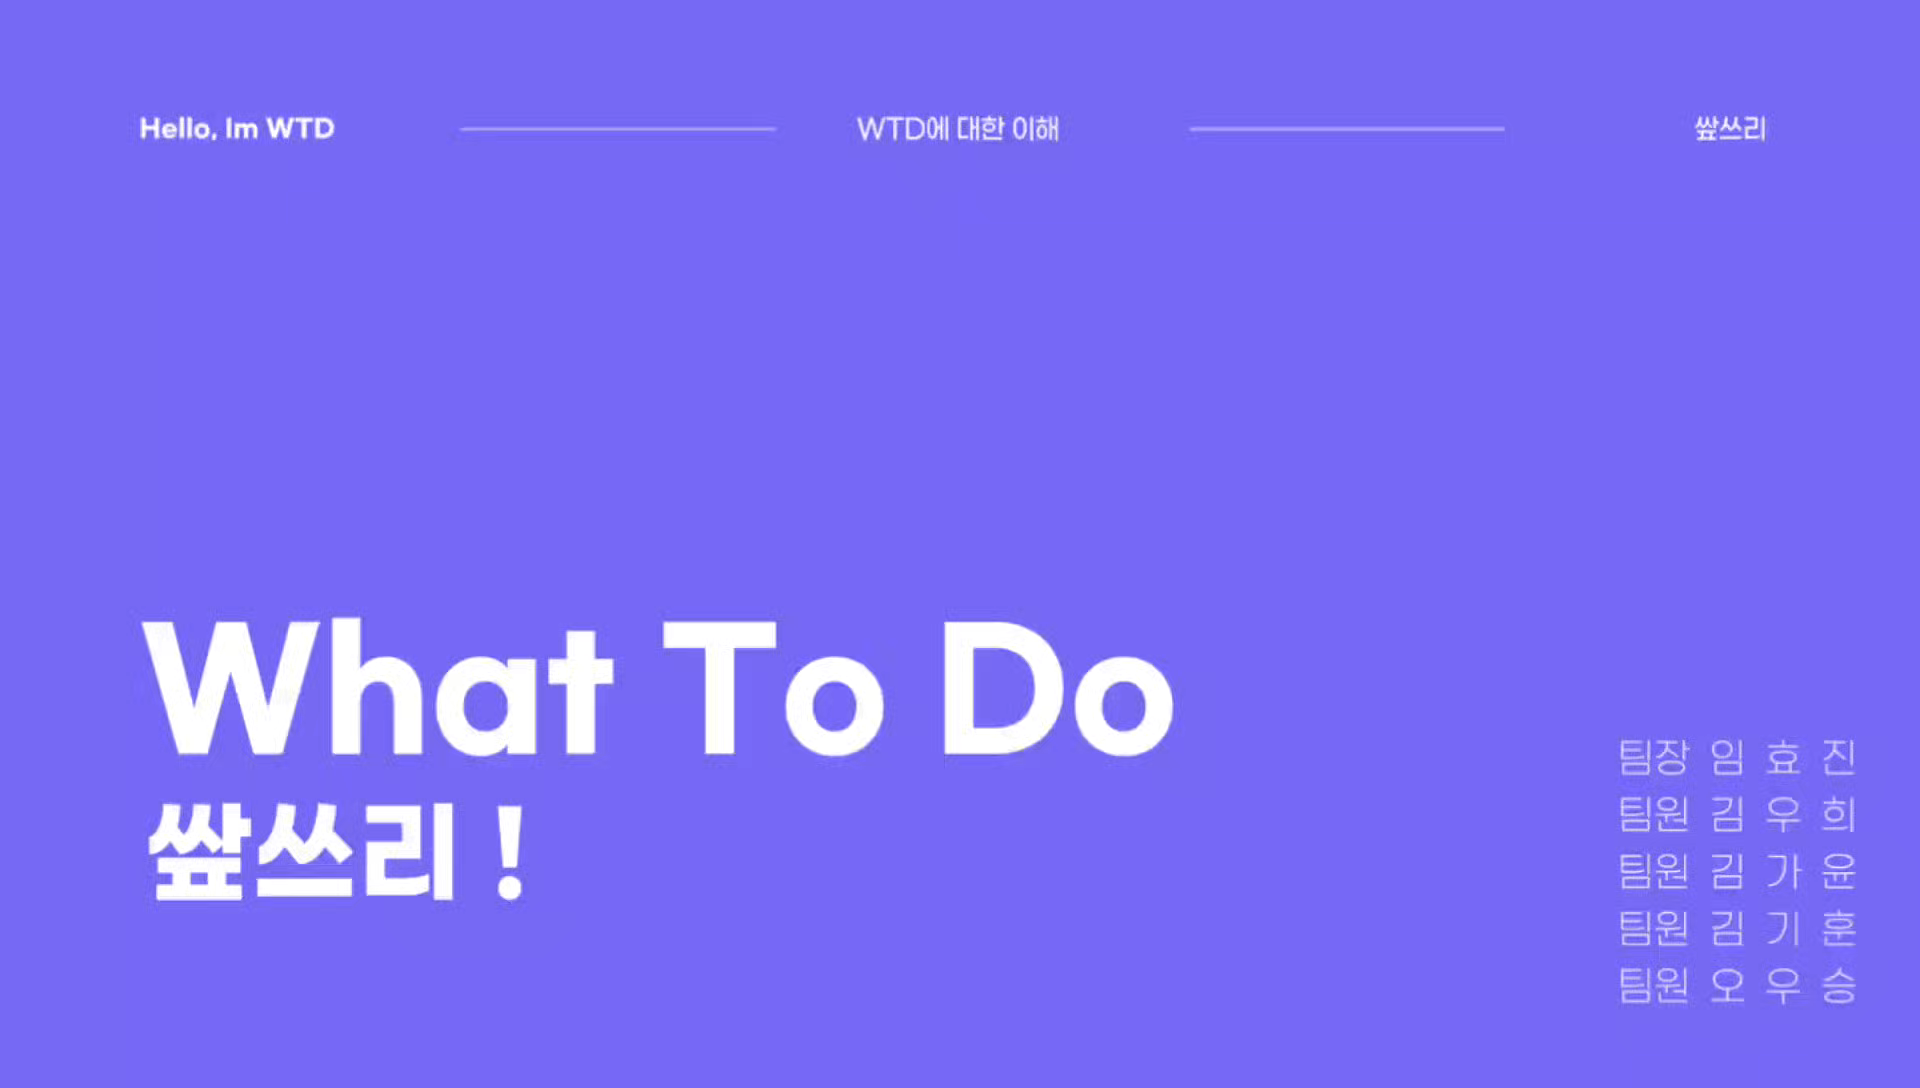 Hello, Im WTD
WTD에 대한 이해
쌒쓰리
What To Do
쌒쓰리 !
팀장 임 효 진
팀원 김 우 희
팀원 김 가 윤
팀원 김 기 훈
팀원 오 우 승